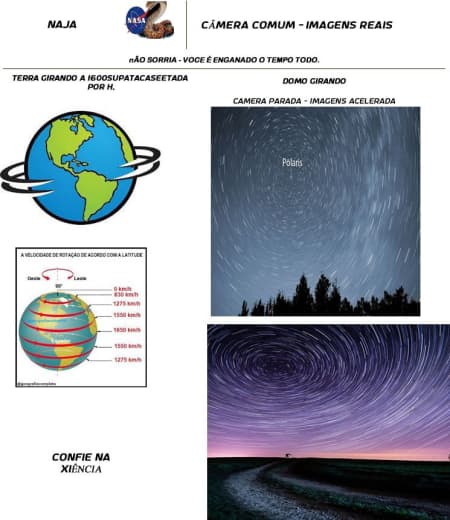 NAJA
NASA
CÂMERA COMUM - IMAGENS REAIS
nÃO SORRIA - VOCE É ENGANADO O TEMPO TODO.
TERRA GIRANDO A 1600SUPATACASEETADA
POR H,
DOMO GIRANDO
CAMERA PARADA - IMAGENS ACELERADA
Polaris
A VELOCIDADE DE ROTAÇÃO DE ACORDO COM A LATITUDE
Oeste
Leste
90°
0 km/h
830 km/h
1275 km/h
1550 km/h
1650 km/h
1550 km/h
1275 km/h
CONFIE NA
XIÊNCIA